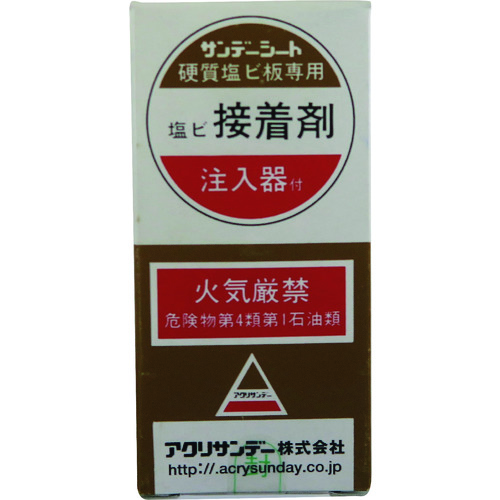 サンデーシート
硬質塩ビ板専用
塩ビ 接着剤
注入器付
火気厳禁
危険物第4類第1石油類
アクリサンデー
アクリサンデー株式会社
http://www.acrysunday.co.jp
封